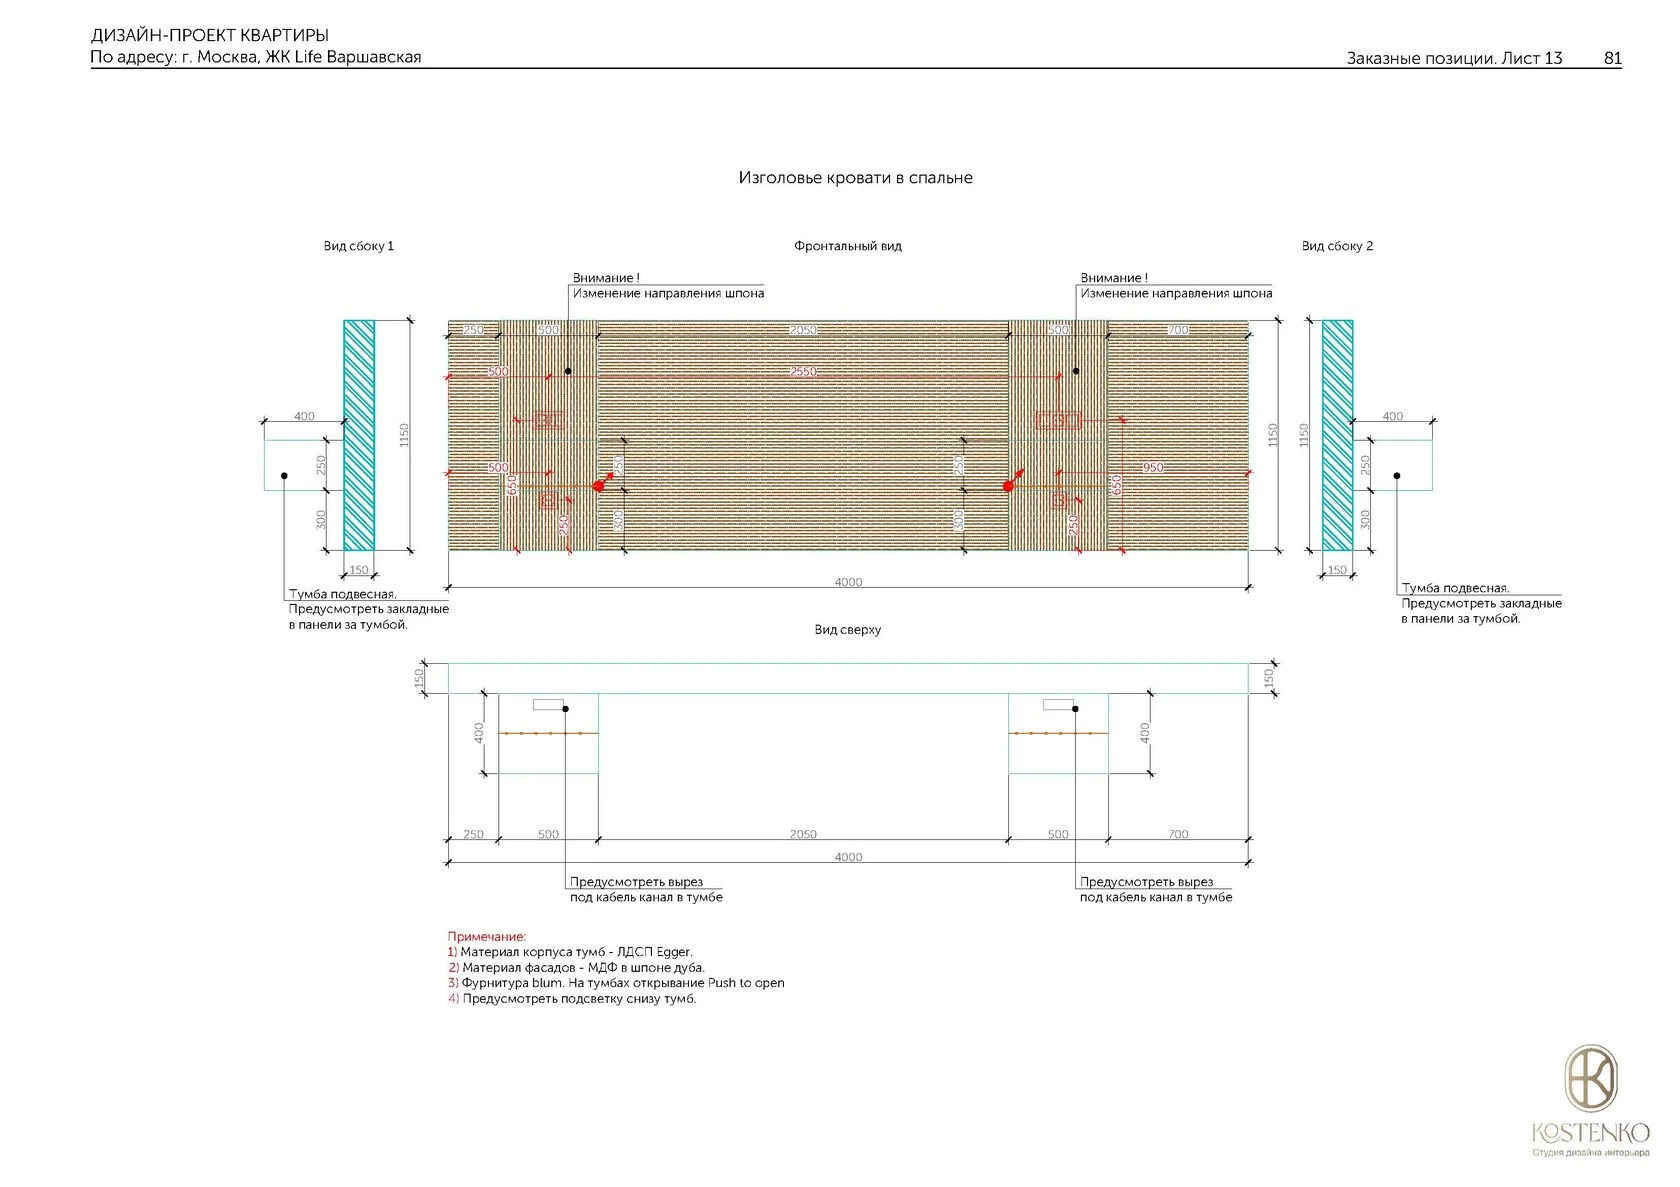 ДИЗАЙН-ПРОЕКТ КВАРТИРЫ
По адресу: г. Москва, ЖК Life Варшавская
Заказные позиции. Лист 13 81
Изголовье кровати в спальне
Вид сбоку 1
Фронтальный вид
Вид сбоку 2
Внимание !
Изменение направления шпона
Внимание !
Изменение направления шпона
250 500 2050 500 700
500 2550
400
400
1150
1150
1150
250
300
250
300
500
950
650
250
250
300
250
300
250
650
150
150
4000
Тумба подвесная.
Предусмотреть закладные
в панели за тумбой.
Тумба подвесная.
Предусмотреть закладные
в панели за тумбой.
Вид сверху
150
150
400
400
250 500 2050 500 700
4000
Предусмотреть вырез
под кабель канал в тумбе
Предусмотреть вырез
под кабель канал в тумбе
Примечание:
1) Материал корпуса тумб - ЛДСП Egger.
2) Материал фасадов - МДФ в шпоне дуба.
3) Фурнитура blum. На тумбах открывание Push to open
4) Предусмотреть подсветку снизу тумб.
KOSTENKO
Студия дизайна интерьера